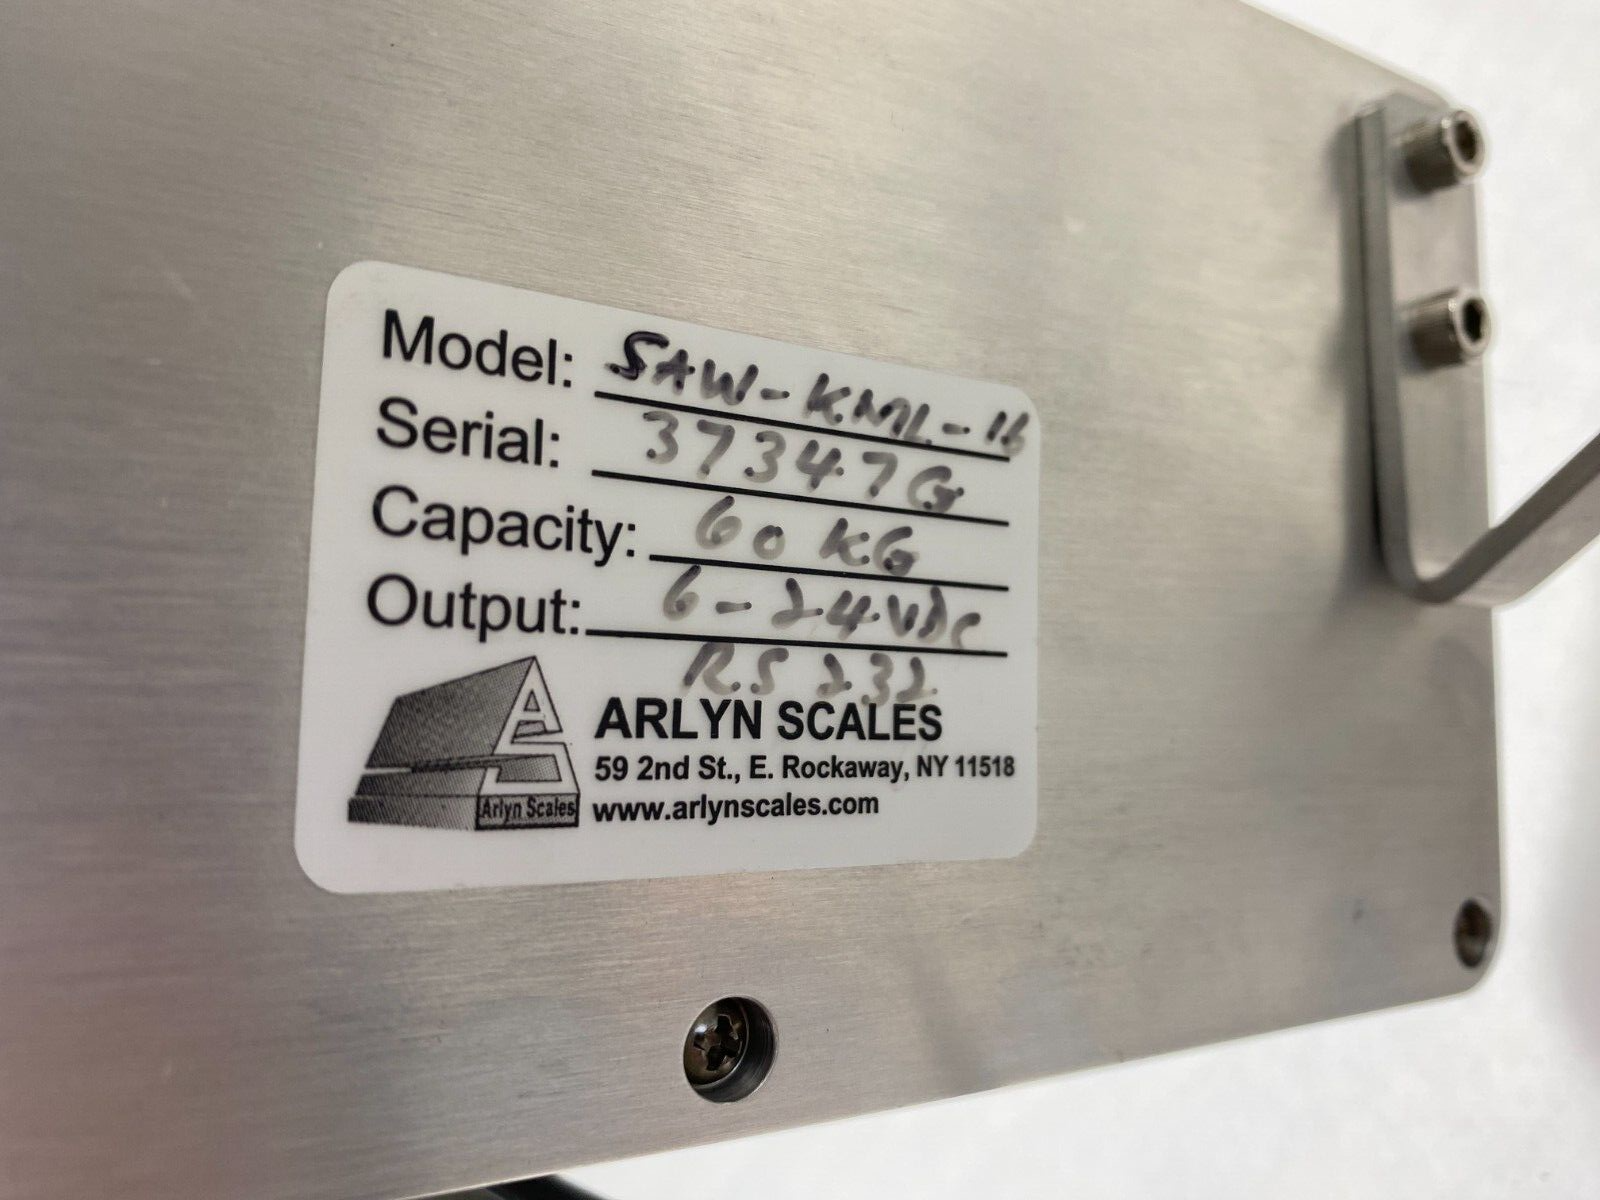 Model: SAW-KML-16
Serial: 37347G
Capacity: 60 KG
Output: 6-24VDC
RS232
ARLYN SCALES
59 2nd St., E. Rockaway, NY 11518
www.arlynscales.com
AS
Arlyn Scales